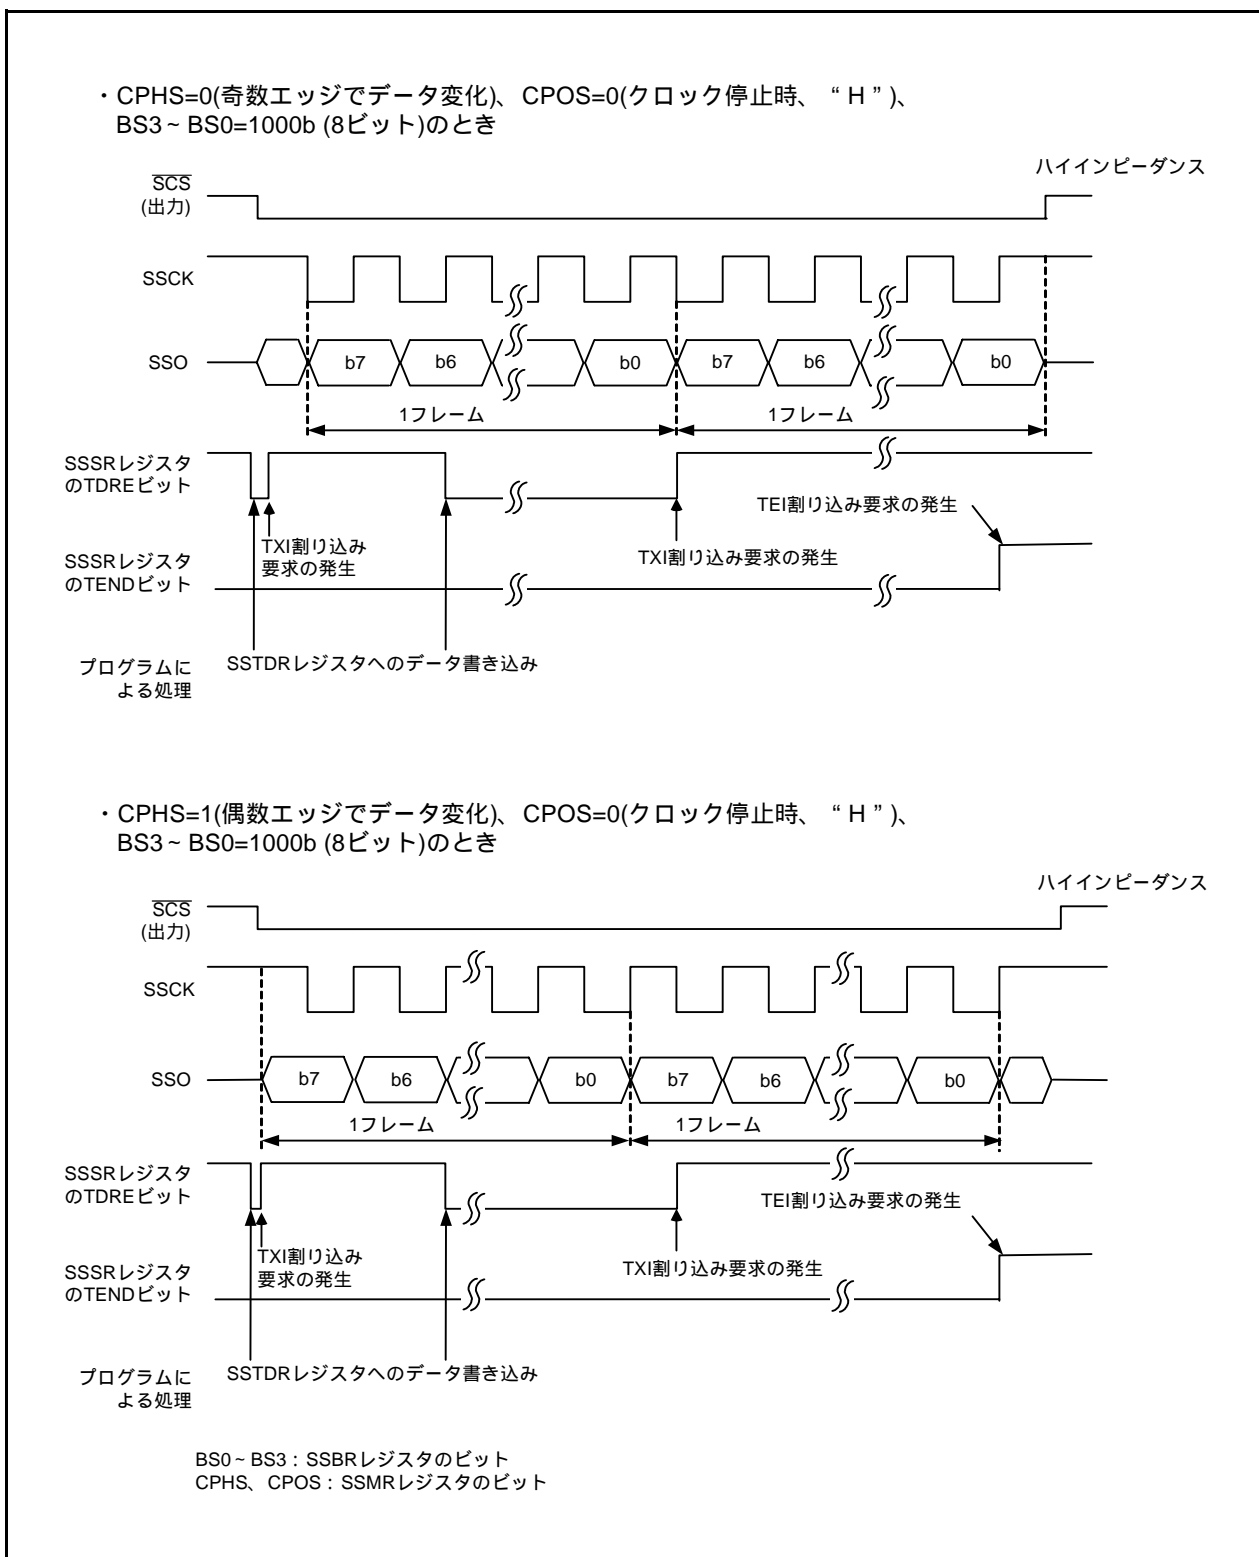 ・CPHS=0(奇数エッジでデータ変化)、CPOS=0(クロック停止時、“H”)、
BS3~BS0=1000b (8ビット)のとき
ハイインピーダンス
SCS
(出力)
SSCK
SSO
b7
b6
b0
b7
b6
b0
1フレーム
1フレーム
SSSRレジスタ
のTDREビット
TEI割り込み要求の発生
TXI割り込み
要求の発生
TXI割り込み要求の発生
SSSRレジスタ
のTENDビット
プログラムに
よる処理
SSTDRレジスタへのデータ書き込み
・CPHS=1(偶数エッジでデータ変化)、CPOS=0(クロック停止時、“H”)、
BS3~BS0=1000b (8ビット)のとき
ハイインピーダンス
SCS
(出力)
SSCK
SSO
b7
b6
b0
b7
b6
b0
1フレーム
1フレーム
SSSRレジスタ
のTDREビット
TEI割り込み要求の発生
TXI割り込み
要求の発生
TXI割り込み要求の発生
SSSRレジスタ
のTENDビット
プログラムに
よる処理
SSTDRレジスタへのデータ書き込み
BS0~BS3:SSBRレジスタのビット
CPHS、CPOS:SSMRレジスタのビット